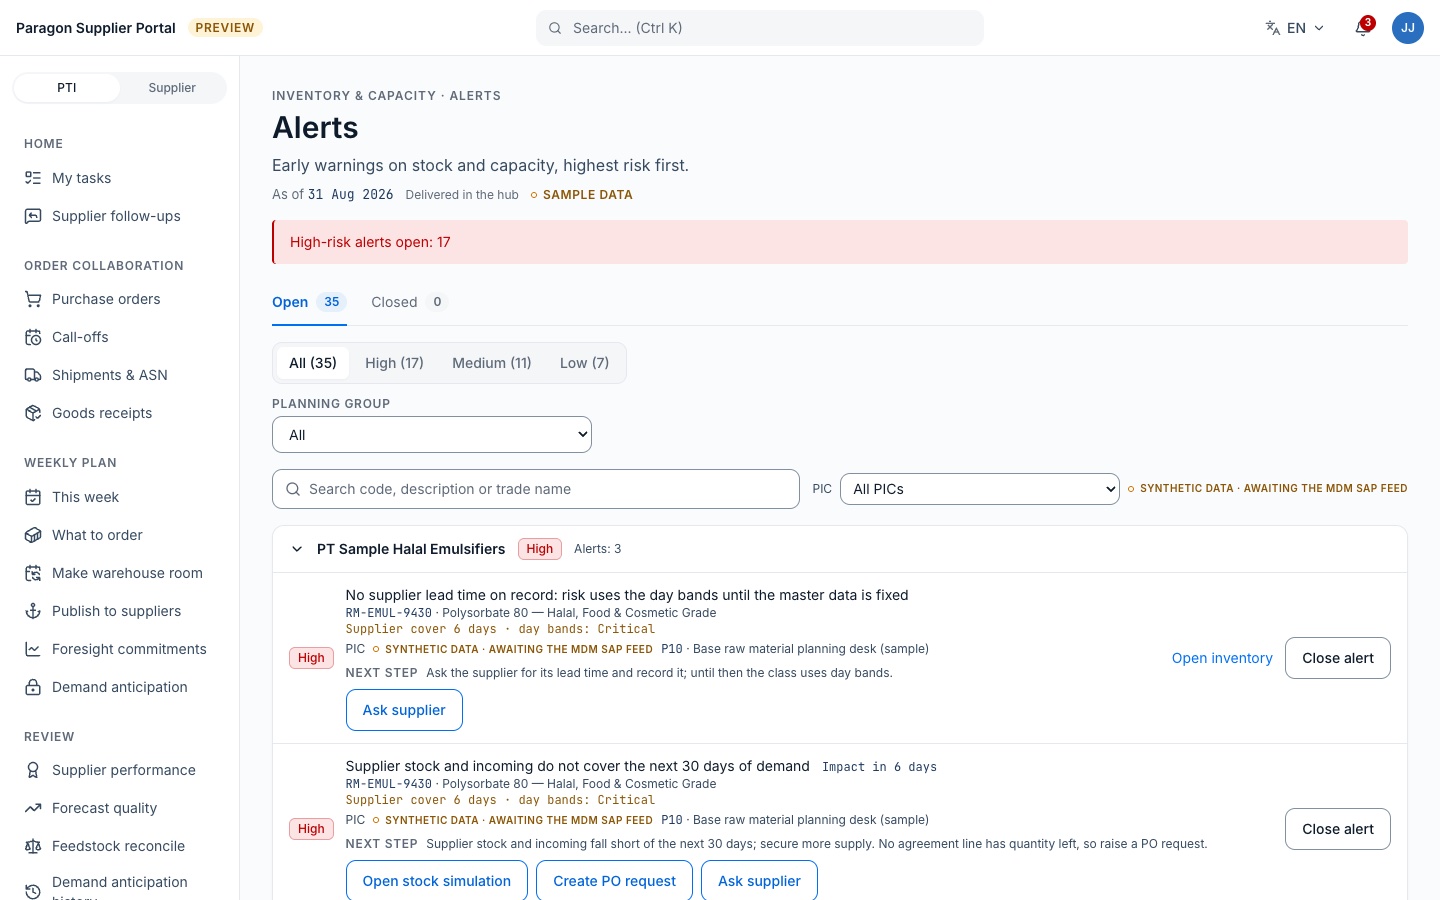 Paragon Supplier Portal PREVIEW
Search... (Ctrl K)
EN
3
JJ
PTI Supplier
HOME
My tasks
Supplier follow-ups
ORDER COLLABORATION
Purchase orders
Call-offs
Shipments & ASN
Goods receipts
WEEKLY PLAN
This week
What to order
Make warehouse room
Publish to suppliers
Foresight commitments
Demand anticipation
REVIEW
Supplier performance
Forecast quality
Feedstock reconcile
Demand anticipation
INVENTORY & CAPACITY · ALERTS
Alerts
Early warnings on stock and capacity, highest risk first.
As of 31 Aug 2026 Delivered in the hub SAMPLE DATA
High-risk alerts open: 17
Open 35 Closed 0
All (35) High (17) Medium (11) Low (7)
PLANNING GROUP
All
Search code, description or trade name PIC All PICs SYNTHETIC DATA · AWAITING THE MDM SAP FEED
PT Sample Halal Emulsifiers High Alerts: 3
No supplier lead time on record: risk uses the day bands until the master data is fixed
RM-EMUL-9430 · Polysorbate 80 — Halal, Food & Cosmetic Grade
Supplier cover 6 days · day bands: Critical
PIC SYNTHETIC DATA · AWAITING THE MDM SAP FEED P10 · Base raw material planning desk (sample)
High
NEXT STEP Ask the supplier for its lead time and record it; until then the class uses day bands.
Ask supplier
Open inventory Close alert
Supplier stock and incoming do not cover the next 30 days of demand Impact in 6 days
RM-EMUL-9430 · Polysorbate 80 — Halal, Food & Cosmetic Grade
Supplier cover 6 days · day bands: Critical
PIC SYNTHETIC DATA · AWAITING THE MDM SAP FEED P10 · Base raw material planning desk (sample)
High
NEXT STEP Supplier stock and incoming fall short of the next 30 days; secure more supply. No agreement line has quantity left, so raise a PO request.
Open stock simulation Create PO request Ask supplier
Close alert